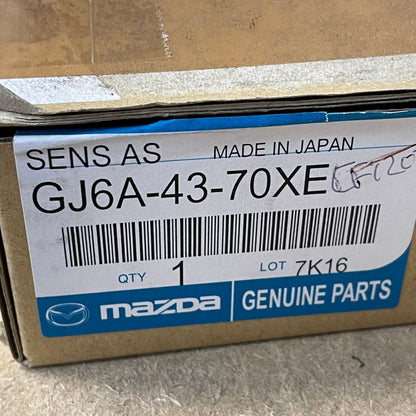 SENS AS MADE IN JAPAN
GJ6A-43-70XE
QTY 1 LOT 7K16
mazda GENUINE PARTS